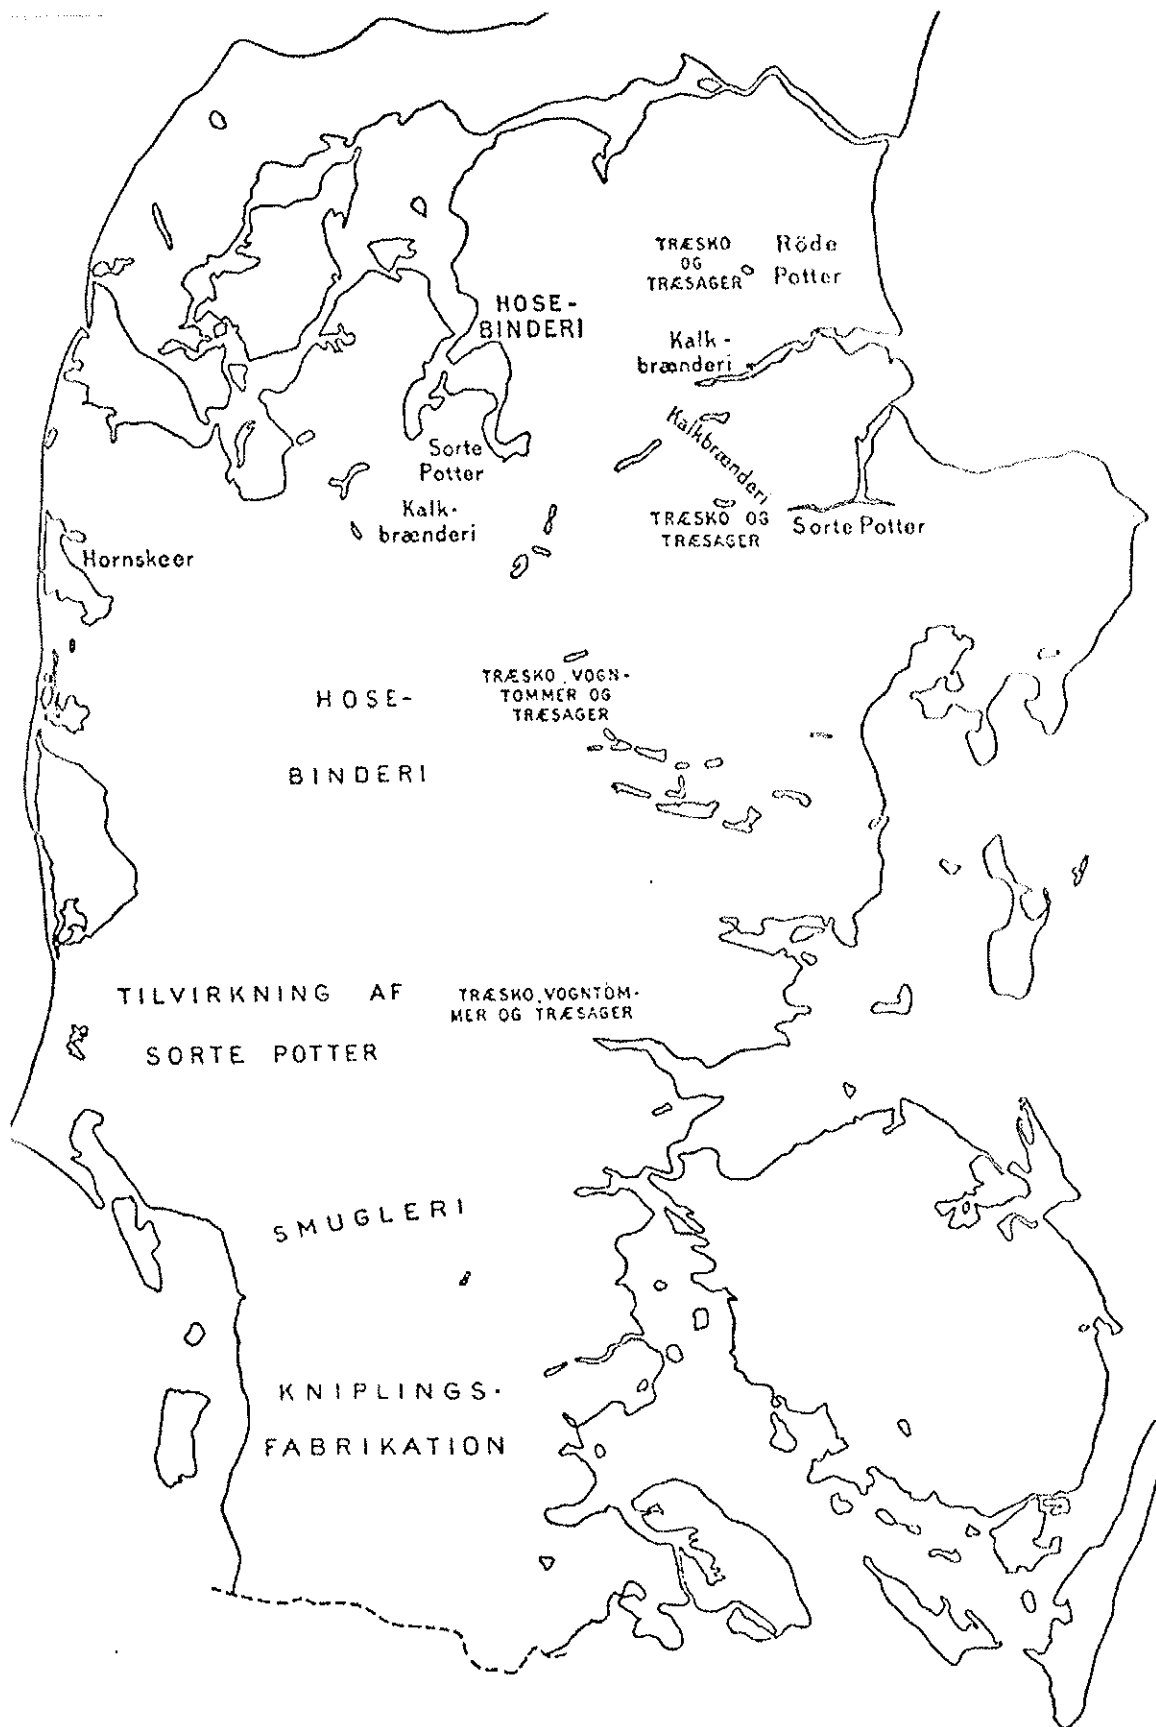 TRÆSKO
OG
TRÆSAGER
Röde
Potter
HOSE-
BINDERI
Kalk-
brænderi
Kalkbrænderi
Sorte
Potter
Kalk-
brænderi
TRÆSKO OG
TRÆSAGER
Sorte Potter
Hornskeer
TRÆSKO, VOGN-
TOMMER OG
TRÆSAGER
HOSE-
BINDERI
TILVIRKNING AF
SORTE POTTER
TRÆSKO, VOGNTÖM-
MER OG TRÆSAGER
SMUGLERI
KNIPLINGS-
FABRIKATION